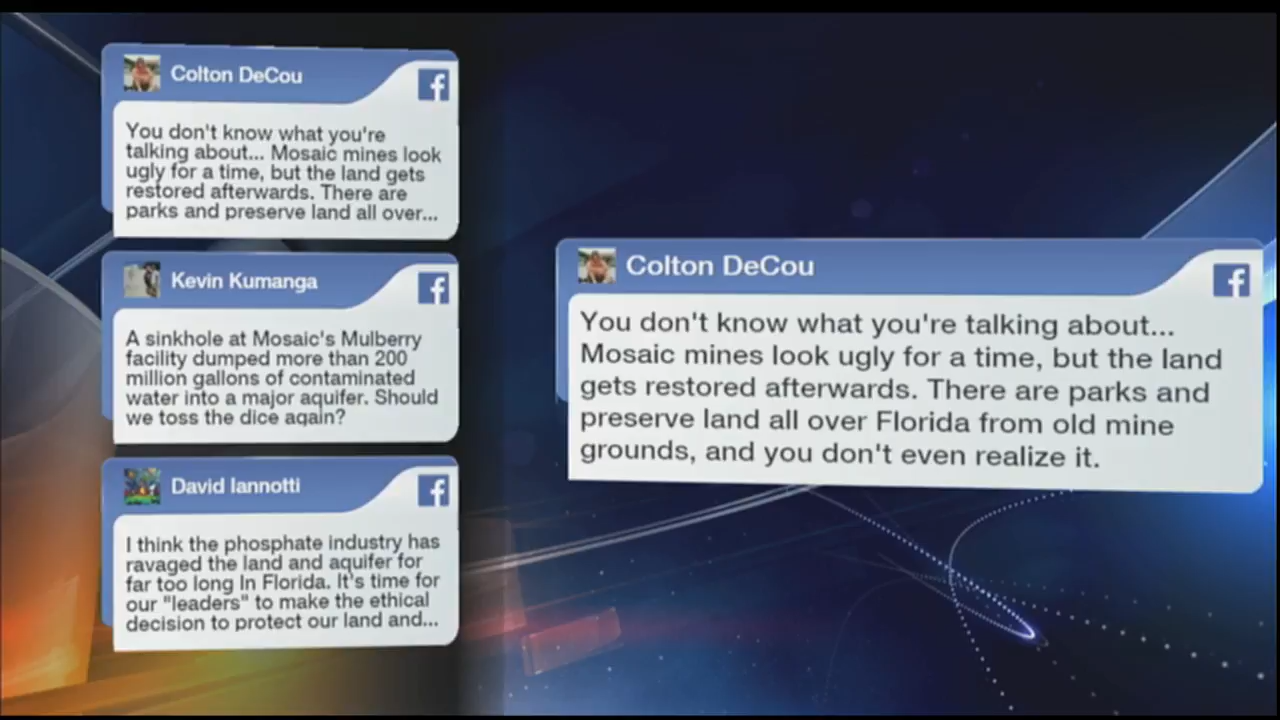 Colton DeCou
You don't know what you're
talking about... Mosaic mines look
ugly for a time, but the land gets
restored afterwards. There are
parks and preserve land all over...
Kevin Kumanga
A sinkhole at Mosaic's Mulberry
facility dumped more than 200
million gallons of contaminated
water into a major aquifer. Should
we toss the dice again?
David Iannotti
I think the phosphate industry has
ravaged the land and aquifer for
far too long In Florida. It's time for
our "leaders" to make the ethical
decision to protect our land and...
Colton DeCou
You don't know what you're talking about...
Mosaic mines look ugly for a time, but the land
gets restored afterwards. There are parks and
preserve land all over Florida from old mine
grounds, and you don't even realize it.